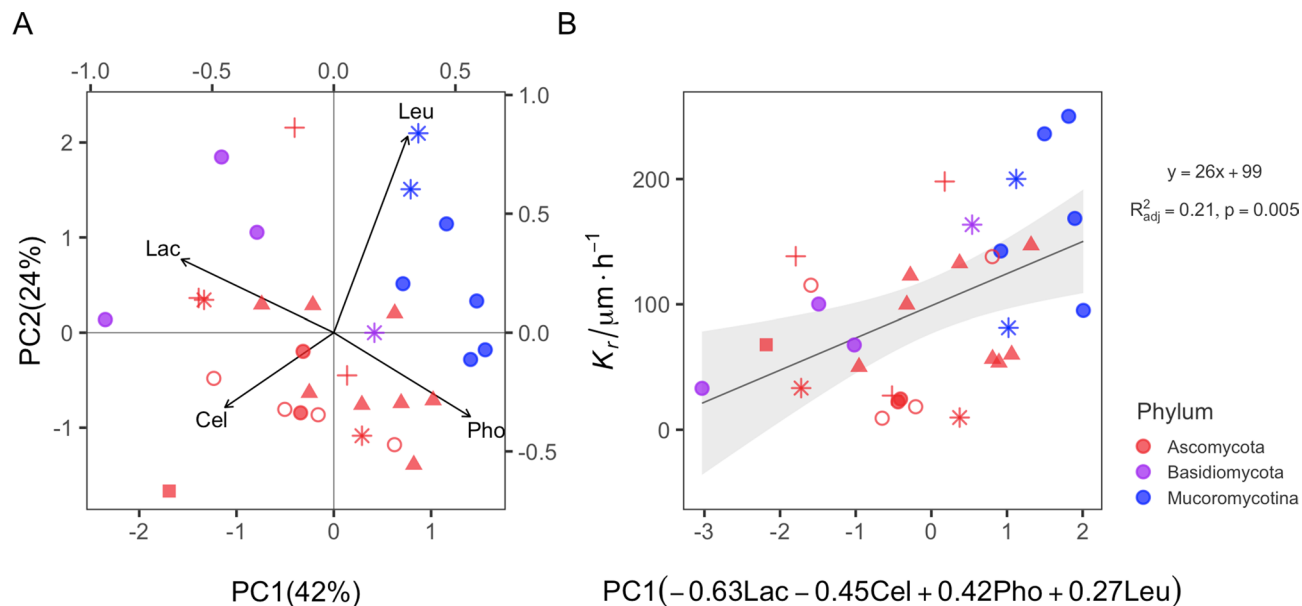 A
B
-1.0 -0.5 0.0 0.5
1.0
0.5
0.0
-0.5
2
1
0
-1
PC2(24%)
Leu
Lac
Cel
Pho
-2 -1 0 1
PC1(42%)
200
100
0
Kᵣ/μm·h⁻¹
-3 -2 -1 0 1 2
PC1(−0.63Lac − 0.45Cel + 0.42Pho + 0.27Leu)
y = 26x + 99
R²adj = 0.21, p = 0.005
Phylum
Ascomycota
Basidiomycota
Mucoromycotina